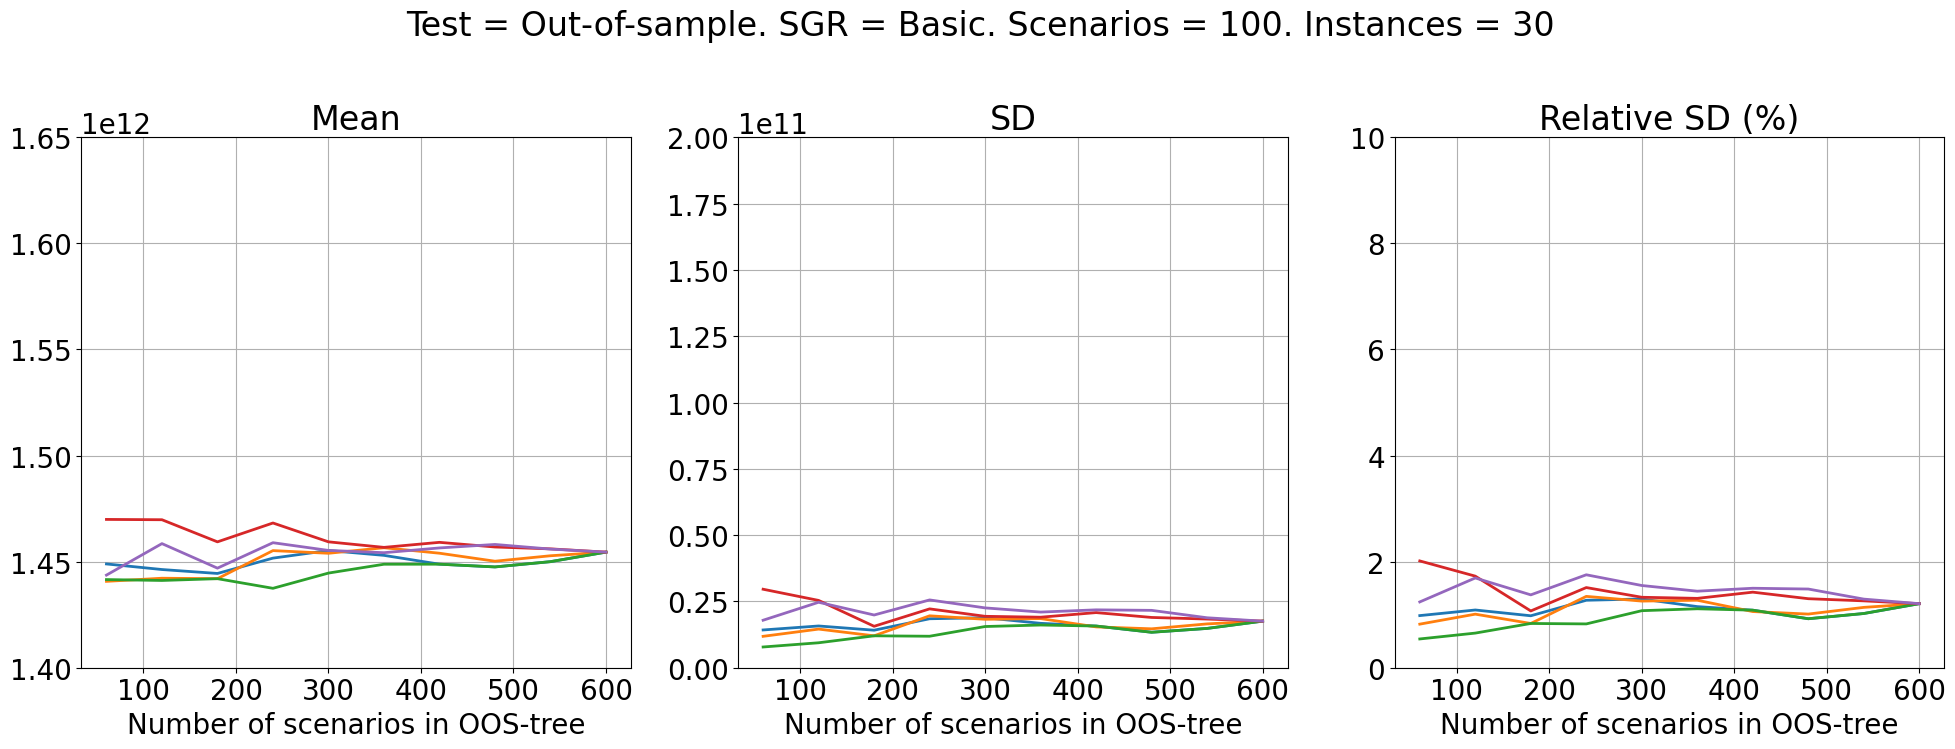 Test = Out-of-sample. SGR = Basic. Scenarios = 100. Instances = 30
Mean
1e12
1.65
1.60
1.55
1.50
1.45
1.40
100 200 300 400 500 600
Number of scenarios in OOS-tree
SD
1e11
2.00
1.75
1.50
1.25
1.00
0.75
0.50
0.25
0.00
100 200 300 400 500 600
Number of scenarios in OOS-tree
Relative SD (%)
10
8
6
4
2
0
100 200 300 400 500 600
Number of scenarios in OOS-tree